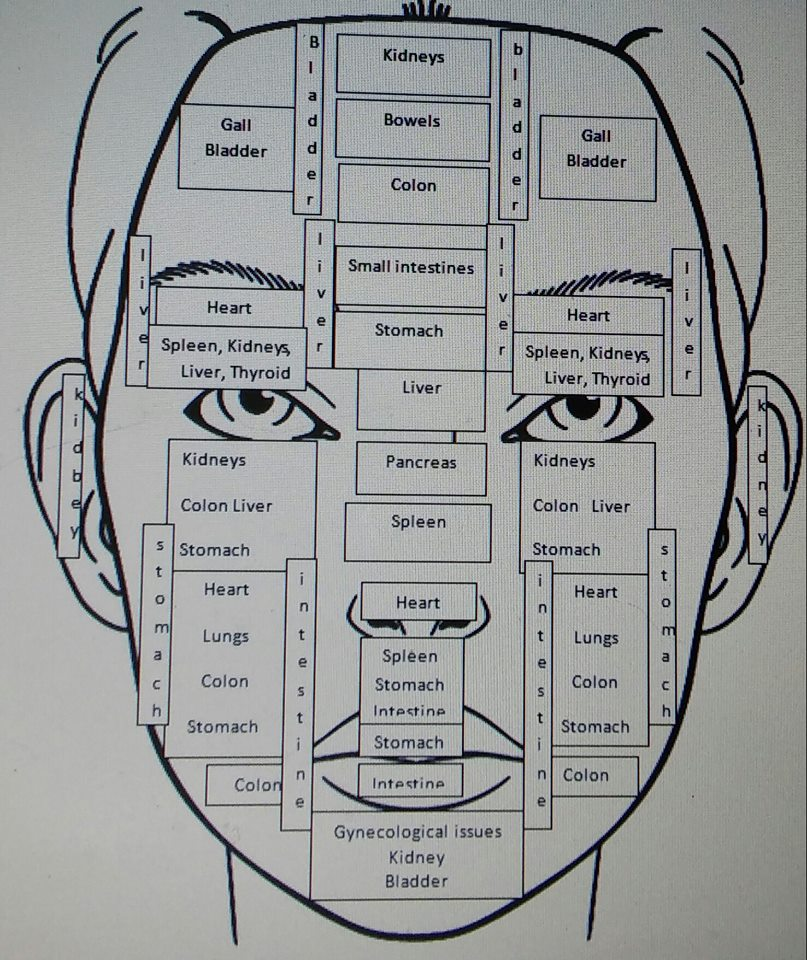 Bladder
Kidneys
bladder
Gall
Bladder
Bowels
Gall
Bladder
Colon
liver
liver
Small intestines
liver
liver
Heart
Heart
Stomach
Spleen, Kidneys,
Liver, Thyroid
Spleen, Kidneys,
Liver, Thyroid
Liver
kidbey
kidney
Kidneys
Colon Liver
Stomach
Pancreas
Spleen
Kidneys
Colon Liver
Stomach
stomach
stomach
Heart
Lungs
Colon
Stomach
intestine
intestine
Heart
Lungs
Colon
Stomach
Heart
Spleen
Stomach
Intestine
Stomach
Colon
Intestine
Colon
Gynecological issues
Kidney
Bladder